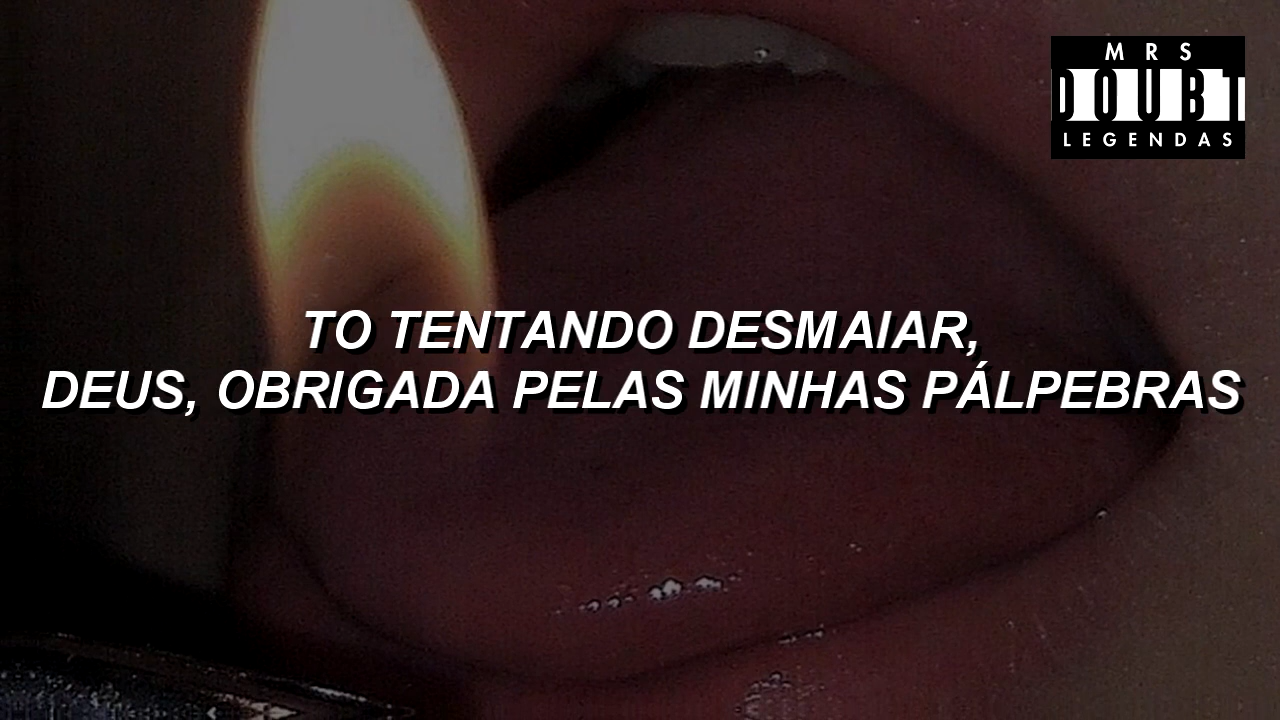 MRS
DOUBT
LEGENDAS
TO TENTANDO DESMAIAR,
DEUS, OBRIGADA PELAS MINHAS PÁLPEBRAS